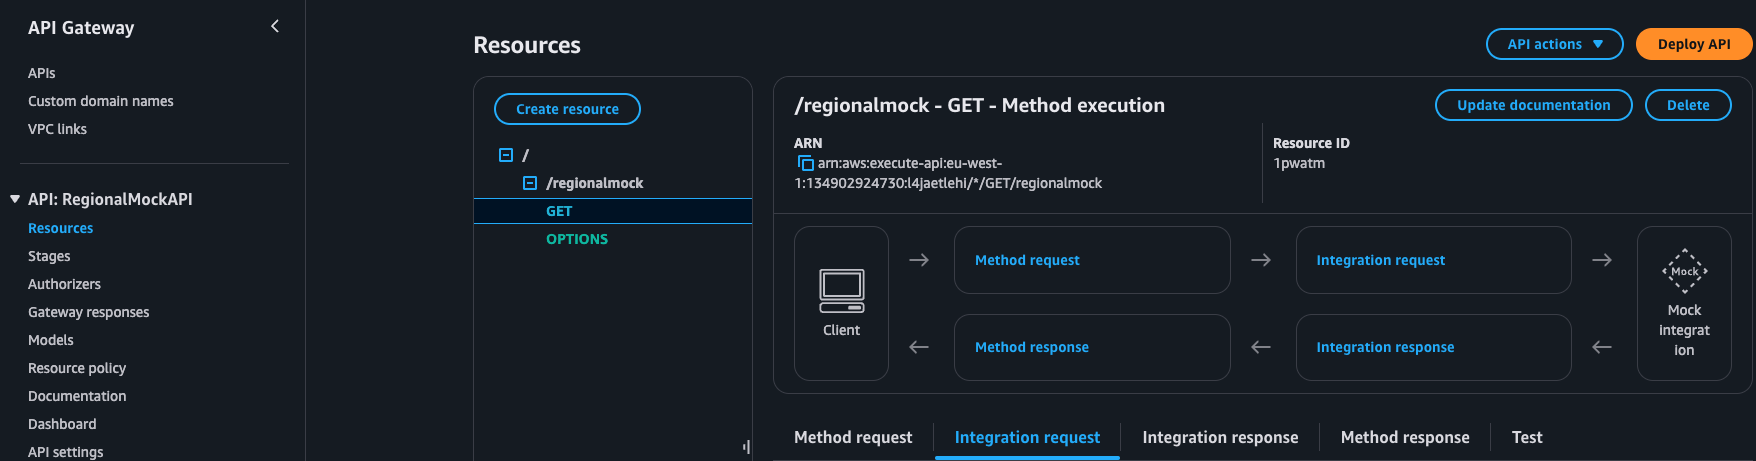 API Gateway
APIs
Custom domain names
VPC links
API: RegionalMockAPI
Resources
Stages
Authorizers
Gateway responses
Models
Resource policy
Documentation
Dashboard
API settings
Resources
API actions
Deploy API
Create resource
/
/regionalmock
GET
OPTIONS
/regionalmock - GET - Method execution
Update documentation
Delete
ARN
arn:aws:execute-api:eu-west-
1:134902924730:l4jaetlehi/*/GET/regionalmock
Resource ID
1pwatm
Client
Method request
Integration request
Method response
Integration response
Mock
Mock
integrat
ion
Method request
Integration request
Integration response
Method response
Test